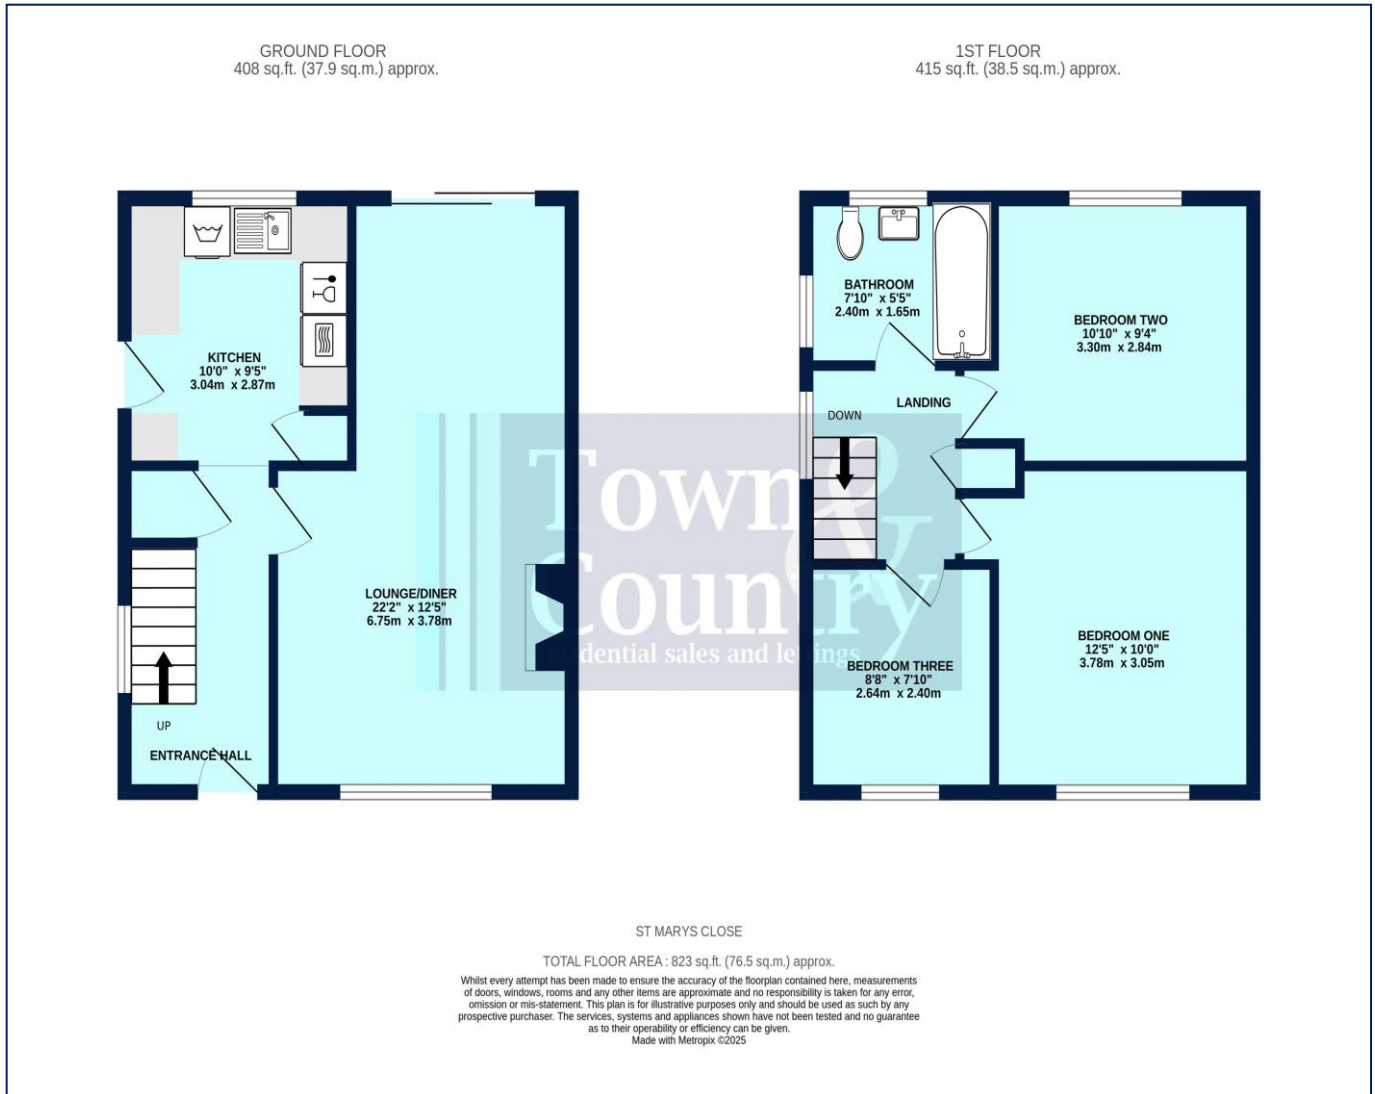 GROUND FLOOR
408 sq.ft. (37.9 sq.m.) approx.
1ST FLOOR
415 sq.ft. (38.5 sq.m.) approx.
KITCHEN
10'0" x 9'5"
3.04m x 2.87m
LOUNGE/DINER
22'2" x 12'5"
6.75m x 3.78m
UP
ENTRANCE HALL
BATHROOM
7'10" x 5'5"
2.40m x 1.65m
BEDROOM TWO
10'10" x 9'4"
3.30m x 2.84m
LANDING
DOWN
BEDROOM ONE
12'5" x 10'0"
3.78m x 3.05m
BEDROOM THREE
8'8" x 7'10"
2.64m x 2.40m
Town &
Country
residential sales and lettings
ST MARYS CLOSE
TOTAL FLOOR AREA : 823 sq.ft. (76.5 sq.m.) approx.
Whilst every attempt has been made to ensure the accuracy of the floorplan contained here, measurements
of doors, windows, rooms and any other items are approximate and no responsibility is taken for any error,
omission or mis-statement. This plan is for illustrative purposes only and should be used as such by any
prospective purchaser. The services, systems and appliances shown have not been tested and no guarantee
as to their operability or efficiency can be given.
Made with Metropix ©2025